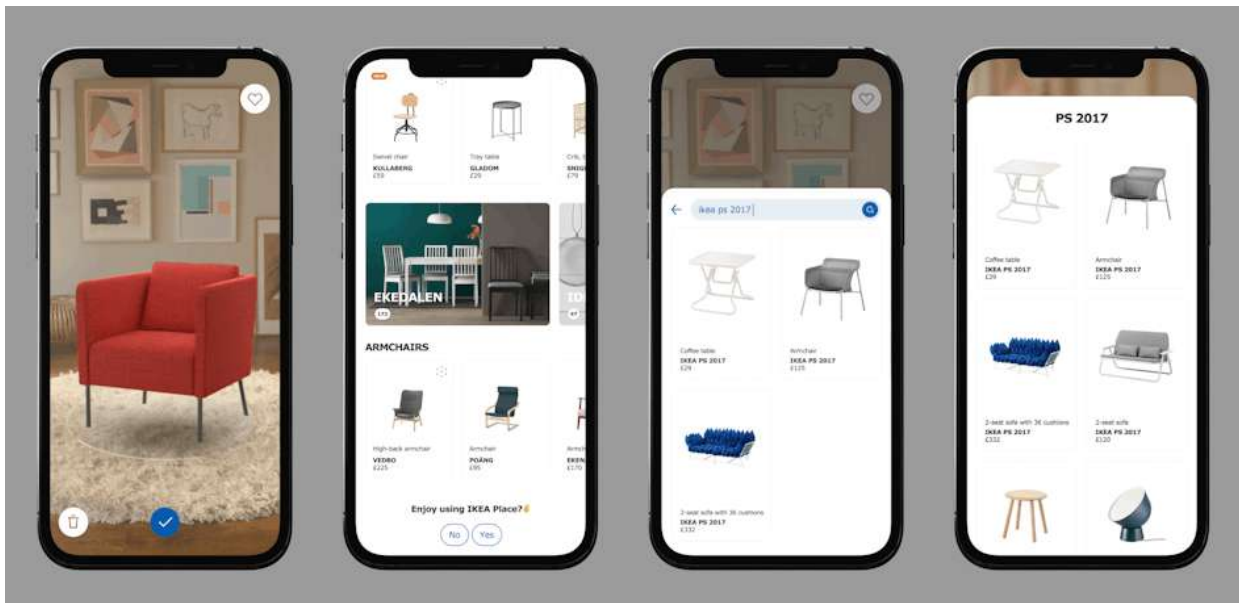 Swivel chair
KULLABERG
Tray table
GLADOM
£79
EKEDALEN
ARMCHAIRS
High-back armchair
VEDBO
£225
Armchair
POÄNG
£95
£170
Enjoy using IKEA Place?
No
Yes
ikea ps 2017
Coffee table
IKEA PS 2017
£29
Armchair
IKEA PS 2017
£125
2-seat sofa with 36 cushions
IKEA PS 2017
£332
PS 2017
Coffee table
IKEA PS 2017
Armchair
IKEA PS 2017
£125
2-seat sofa with 36 cushions
IKEA PS 2017
£332
2-seat sofa
IKEA PS 2017
£120